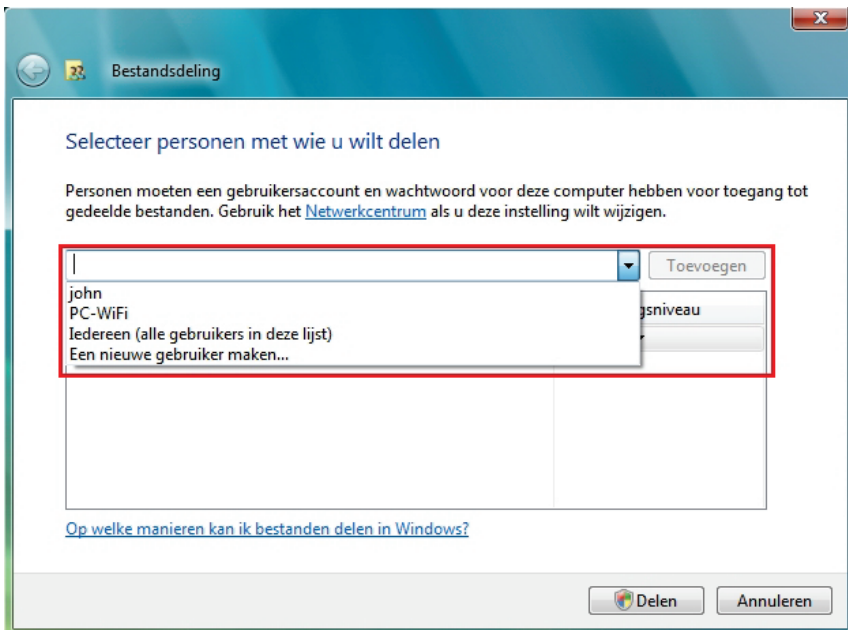 Bestandsdeling
Selecteer personen met wie u wilt delen
Personen moeten een gebruikersaccount en wachtwoord voor deze computer hebben voor toegang tot
gedeelde bestanden. Gebruik het Netwerkcentrum als u deze instelling wilt wijzigen.
Toevoegen
john
PC-WiFi
Iedereen (alle gebruikers in deze lijst)
Een nieuwe gebruiker maken...
gsniveau
Op welke manieren kan ik bestanden delen in Windows?
Delen Annuleren